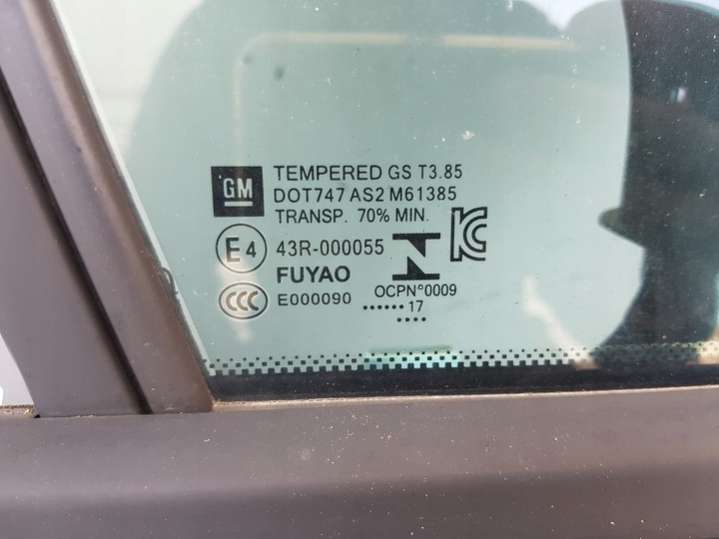 GM
TEMPERED GS T3.85
DOT747 AS2 M61385
TRANSP. 70% MIN.
E4
43R-000055
N
KC
FUYAO
CCC
E000090
OCPN°0009
...... 17
....